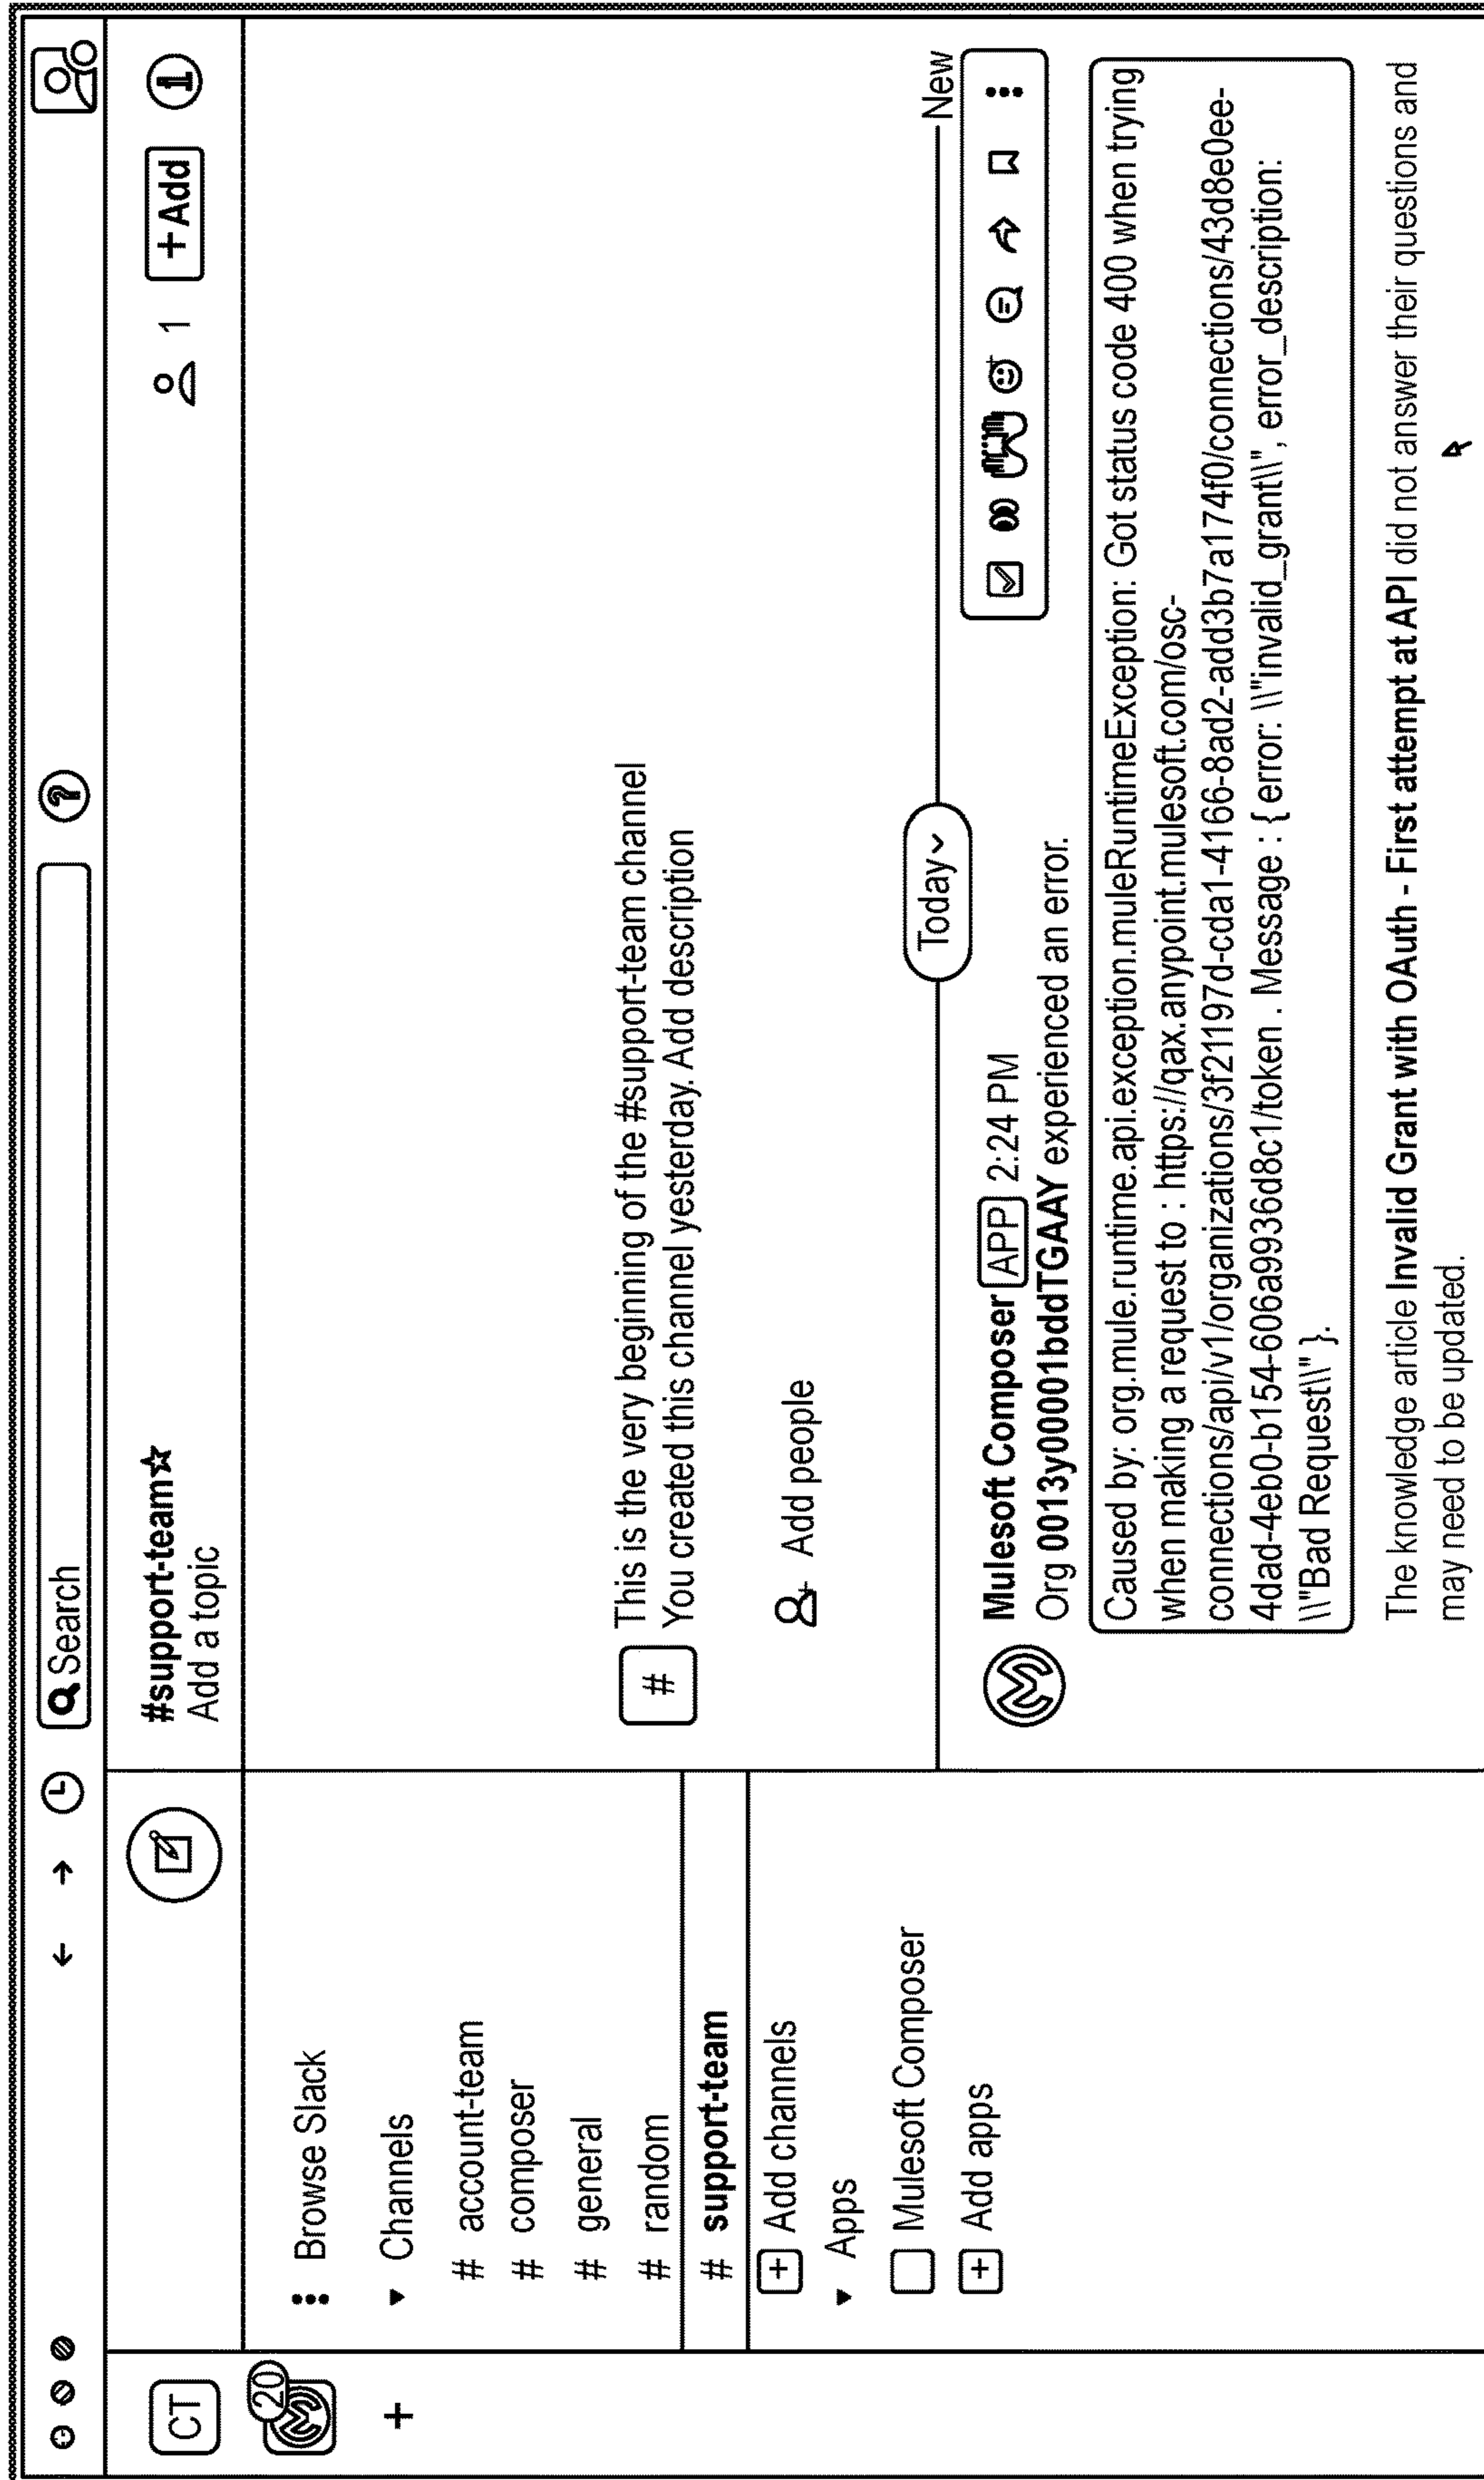 Search
?
CT
20
+
#support-team☆
Add a topic
1
+Add
i
Browse Slack
Channels
# account-team
# composer
# general
# random
# support-team
+ Add channels
Apps
Mulesoft Composer
+ Add apps
#
This is the very beginning of the #support-team channel
You created this channel yesterday. Add description
Add people
Today
New
Mulesoft Composer APP 2:24 PM
Org 0013y00001bddTGAAY experienced an error.
Caused by: org.mule.runtime.api.exception.muleRuntimeException: Got status code 400 when trying
when making a request to : https://qax.anypoint.mulesoft.com/osc-
connections/api/v1/organizations/3f21197d-cda1-4166-8ad2-add3b7a174f0/connections/43d8e0ee-
4dad-4eb0-b154-606a9936d8c1/token . Message : { error: \\"invalid_grant\\", error_description:
\\"Bad Request\\" }.
The knowledge article Invalid Grant with OAuth - First attempt at API did not answer their questions and
may need to be updated.